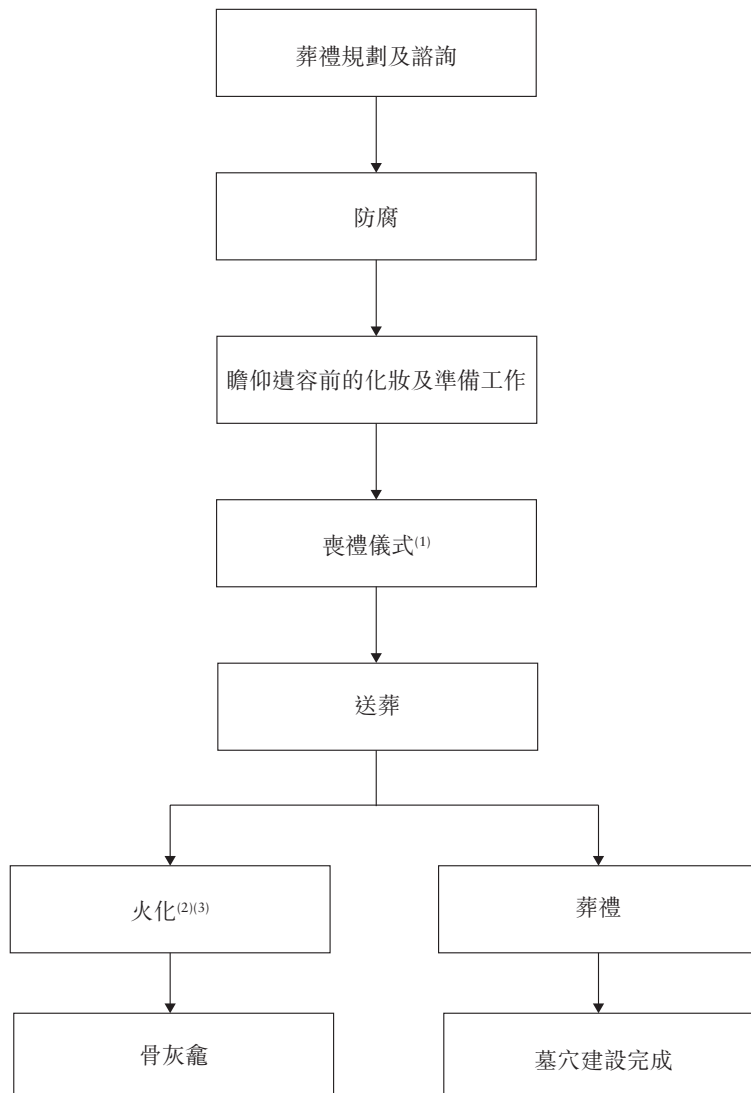 葬禮規劃及諮詢
防腐
瞻仰遺容前的化妝及準備工作
喪禮儀式(1)
送葬
火化(2)(3)
葬禮
骨灰龕
墓穴建設完成